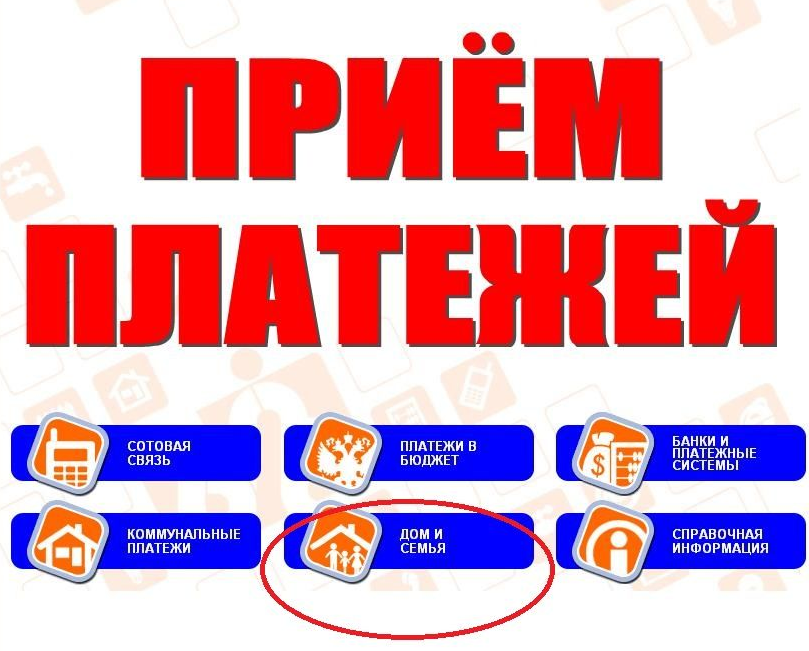 ПРИЁМ
ПЛАТЕЖЕЙ
СОТОВАЯ
СВЯЗЬ
ПЛАТЕЖИ В
БЮДЖЕТ
БАНКИ И
ПЛАТЕЖНЫЕ
СИСТЕМЫ
КОММУНАЛЬНЫЕ
ПЛАТЕЖИ
ДОМ И
СЕМЬЯ
СПРАВОЧНАЯ
ИНФОРМАЦИЯ